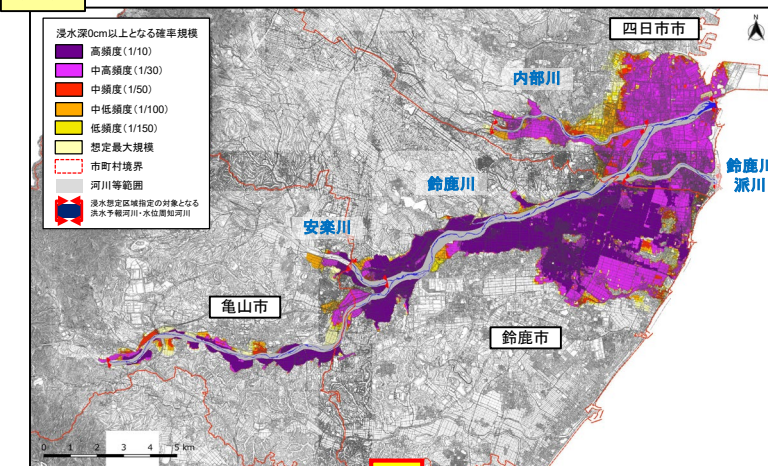 浸水深0cm以上となる確率規模
高頻度(1/10)
中高頻度(1/30)
中頻度(1/50)
中低頻度(1/100)
低頻度(1/150)
想定最大規模
市町村境界
河川等範囲
浸水想定区域指定の対象となる
洪水予報河川・水位周知河川
四日市市
N
内部川
鈴鹿川
鈴鹿川
派川
安楽川
亀山市
鈴鹿市
0 1 2 3 4 5 km